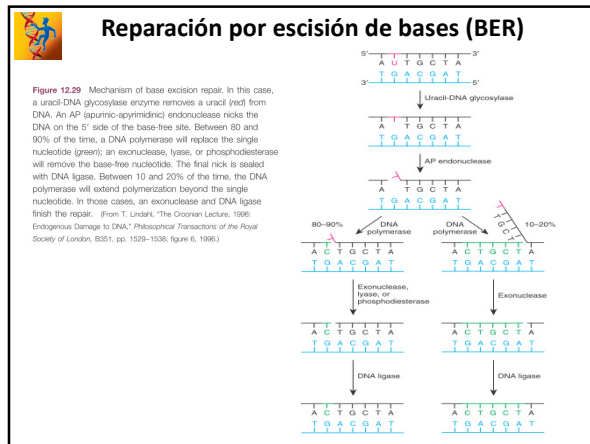 Reparación por escisión de bases (BER)
Figure 12.29 Mechanism of base excision repair. In this case,
a uracil-DNA glycosylase enzyme removes a uracil (red) from
DNA. An AP (apurinic-apyrimidinic) endonuclease nicks the
DNA on the 5' side of the base-free site. Between 80 and
90% of the time, a DNA polymerase will replace the single
nucleotide (green); an exonuclease, lyase, or phosphodiesterase
will remove the base-free nucleotide. The final nick is sealed
with DNA ligase. Between 10 and 20% of the time, the DNA
polymerase will extend polymerization beyond the single
nucleotide. In those cases, an exonuclease and DNA ligase
finish the repair. (From T. Lindahl, "The Croonian Lecture, 1996:
Endogenous Damage to DNA," Philosophical Transactions of the Royal
Society of London, B351, pp. 1529–1538, figure 6, 1996.)
5' 3'
A U T G C T A
T G A C G A T
3' 5'
Uracil-DNA glycosylase
A T G C T A
T G A C G A T
AP endonuclease
A T G C T A
T G A C G A T
80–90% DNA
polymerase
DNA
polymerase
T G C T
10–20%
A C T G C T A
T G A C G A T
A C T G C T A
T G A C G A T
Exonuclease,
lyase, or
phosphodiesterase
Exonuclease
A C T G C T A
T G A C G A T
A C T G C T A
T G A C G A T
DNA ligase
DNA ligase
A C T G C T A
T G A C G A T
A C T G C T A
T G A C G A T